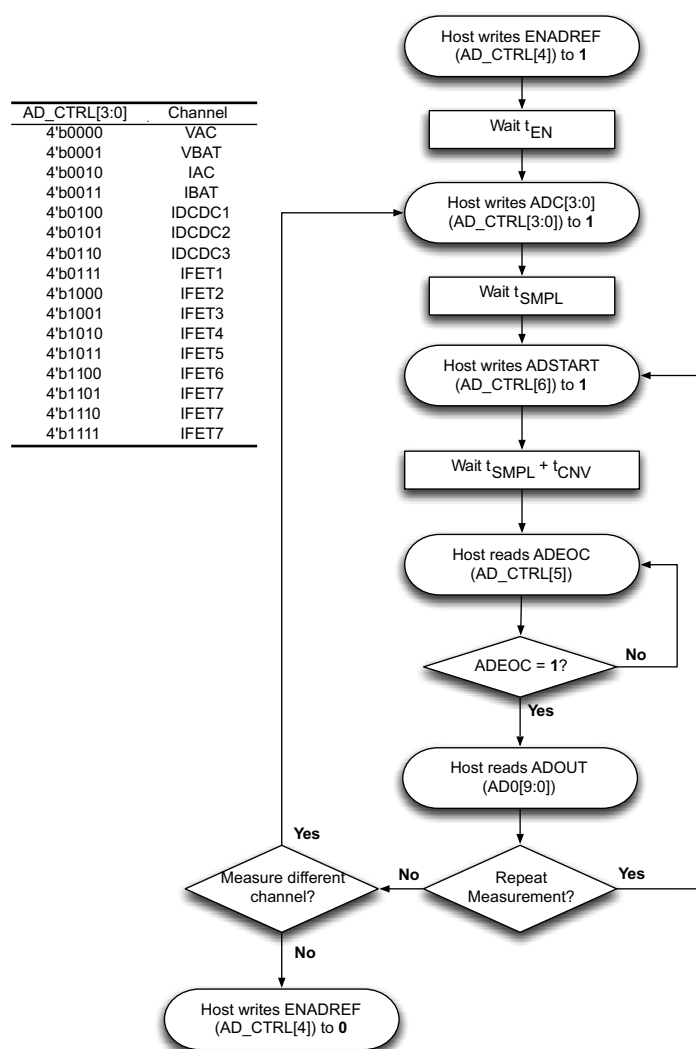 Host writes ENADREF
(AD_CTRL[4]) to 1
AD_CTRL[3:0] Channel
4'b0000 VAC
4'b0001 VBAT
4'b0010 IAC
4'b0011 IBAT
4'b0100 IDCDC1
4'b0101 IDCDC2
4'b0110 IDCDC3
4'b0111 IFET1
4'b1000 IFET2
4'b1001 IFET3
4'b1010 IFET4
4'b1011 IFET5
4'b1100 IFET6
4'b1101 IFET7
4'b1110 IFET7
4'b1111 IFET7
Wait tEN
Host writes ADC[3:0]
(AD_CTRL[3:0]) to 1
Wait tSMPL
Host writes ADSTART
(AD_CTRL[6]) to 1
Wait tSMPL + tCNV
Host reads ADEOC
(AD_CTRL[5])
ADEOC = 1?
No
Yes
Host reads ADOUT
(AD0[9:0])
Repeat
Measurement?
Yes
No
Measure different
channel?
Yes
No
Host writes ENADREF
(AD_CTRL[4]) to 0